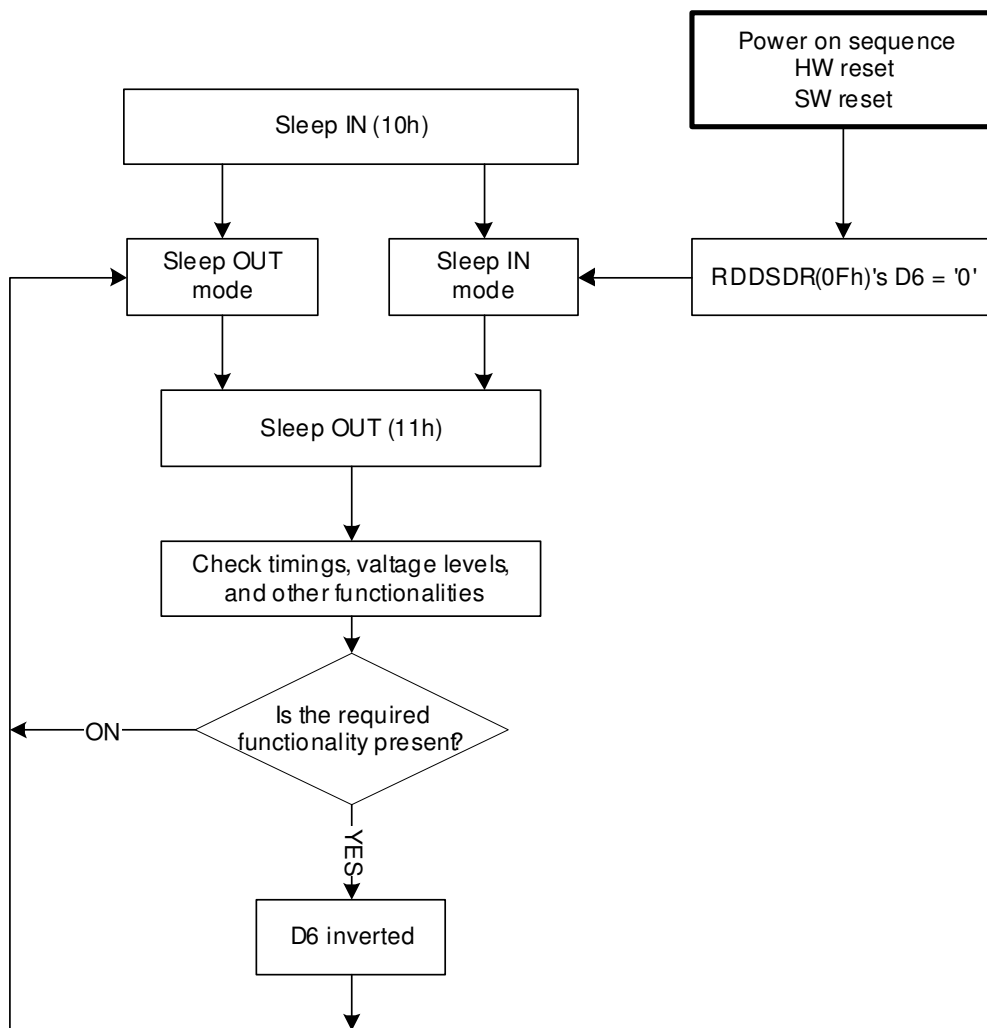 Power on sequence
HW reset
SW reset
Sleep IN (10h)
Sleep OUT
mode
Sleep IN
mode
RDDSDR(0Fh)'s D6 = '0'
Sleep OUT (11h)
Check timings, valtage levels,
and other functionalities
Is the required
functionality present?
ON
YES
D6 inverted